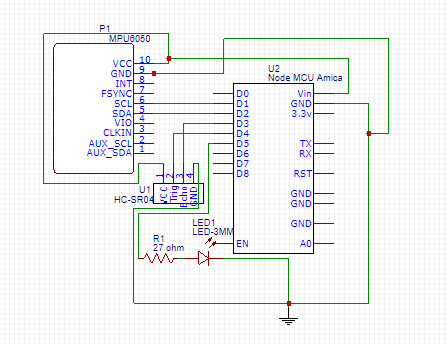 P1
MPU6050
VCC 10
GND 9
INT 8
FSYNC 7
SCL 6
SDA 5
VIO 4
CLKIN 3
AUX_SCL 2
AUX_SDA 1
U2
Node MCU Amica
D0 Vin
D1 GND
D2 3.3v
D3
D4
D5 TX
D6 RX
D7
D8 RST
GND
GND
GND
EN A0
U1
HC-SR04
1 2 3 4
VCC Trig Echo GND
LED1
LED-3MM
R1
27 ohm